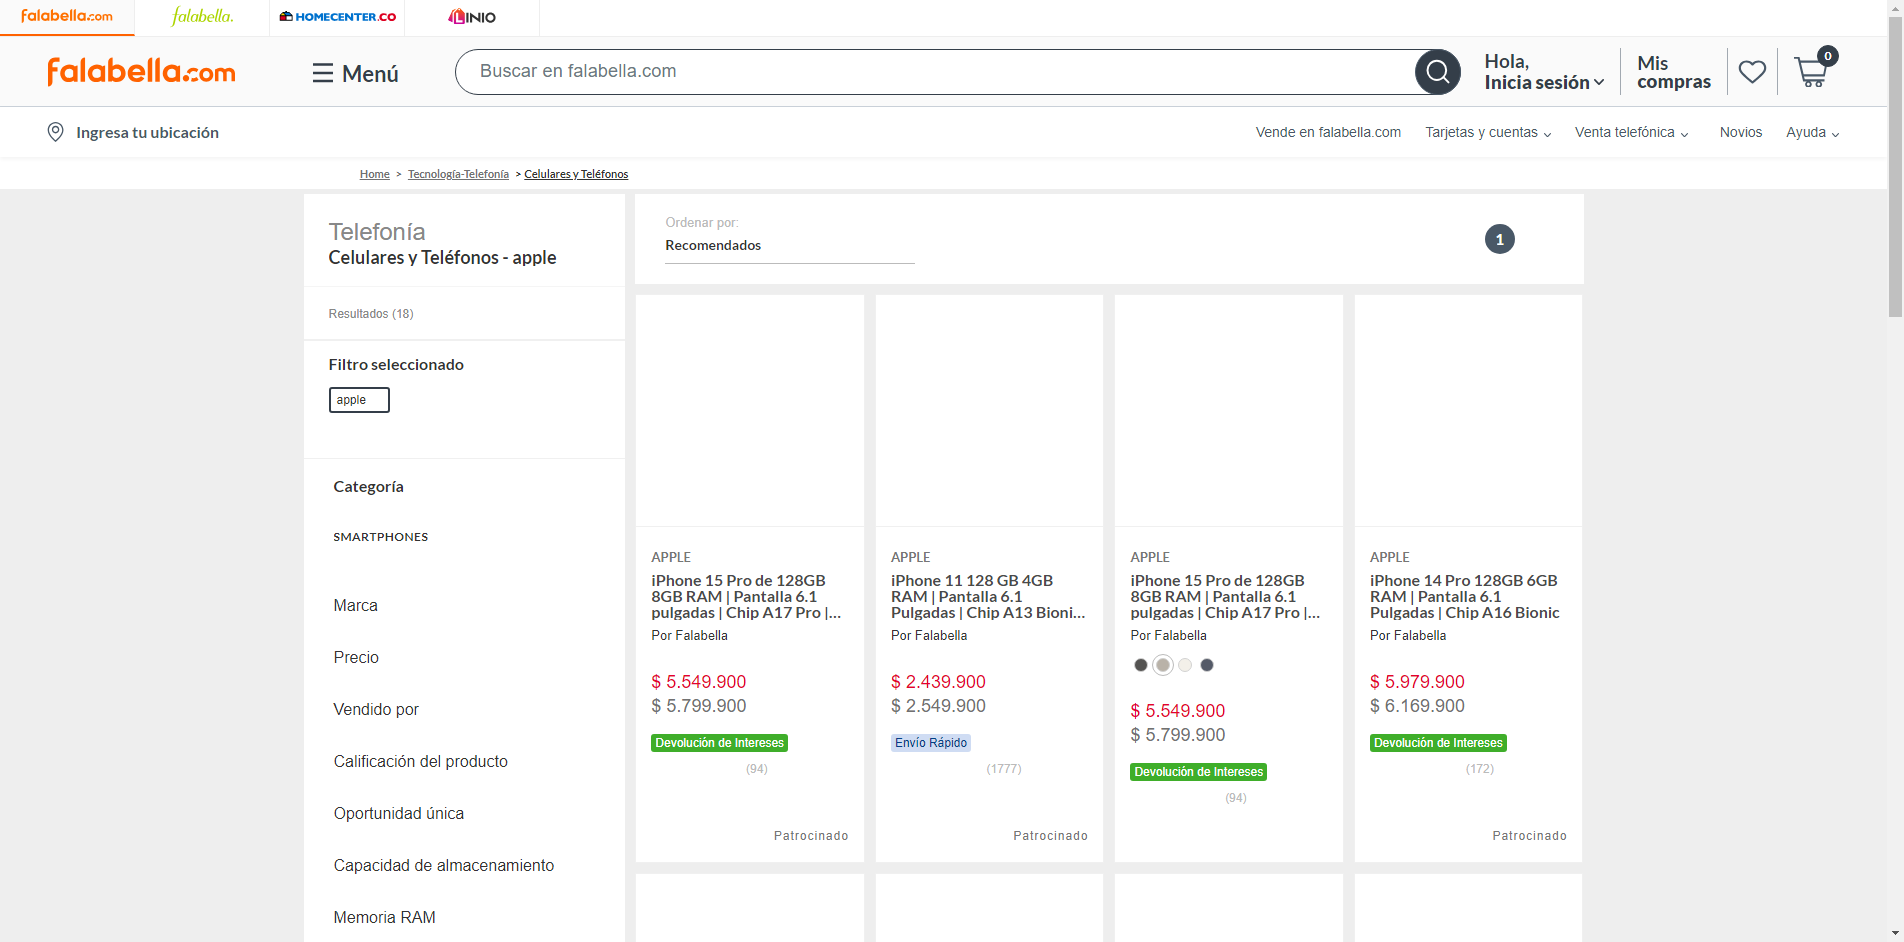 falabella.com
falabella.
HOMECENTER.CO
LINIO
falabella.com
Menú
Buscar en falabella.com
Hola,
Inicia sesión
Mis
compras
0
Ingresa tu ubicación
Vende en falabella.com
Tarjetas y cuentas
Venta telefónica
Novios
Ayuda
Home > Tecnología-Telefonía > Celulares y Teléfonos
Telefonía
Celulares y Teléfonos - apple
Resultados (18)
Filtro seleccionado
apple
Categoría
SMARTPHONES
Marca
Precio
Vendido por
Calificación del producto
Oportunidad única
Capacidad de almacenamiento
Memoria RAM
Ordenar por:
Recomendados
1
APPLE
iPhone 15 Pro de 128GB
8GB RAM | Pantalla 6.1
pulgadas | Chip A17 Pro |...
Por Falabella
$ 5.549.900
$ 5.799.900
Devolución de Intereses
(94)
Patrocinado
APPLE
iPhone 11 128 GB 4GB
RAM | Pantalla 6.1
Pulgadas | Chip A13 Bioni...
Por Falabella
$ 2.439.900
$ 2.549.900
Envío Rápido
(1777)
Patrocinado
APPLE
iPhone 15 Pro de 128GB
8GB RAM | Pantalla 6.1
pulgadas | Chip A17 Pro |...
Por Falabella
$ 5.549.900
$ 5.799.900
Devolución de Intereses
(94)
APPLE
iPhone 14 Pro 128GB 6GB
RAM | Pantalla 6.1
Pulgadas | Chip A16 Bionic
Por Falabella
$ 5.979.900
$ 6.169.900
Devolución de Intereses
(172)
Patrocinado